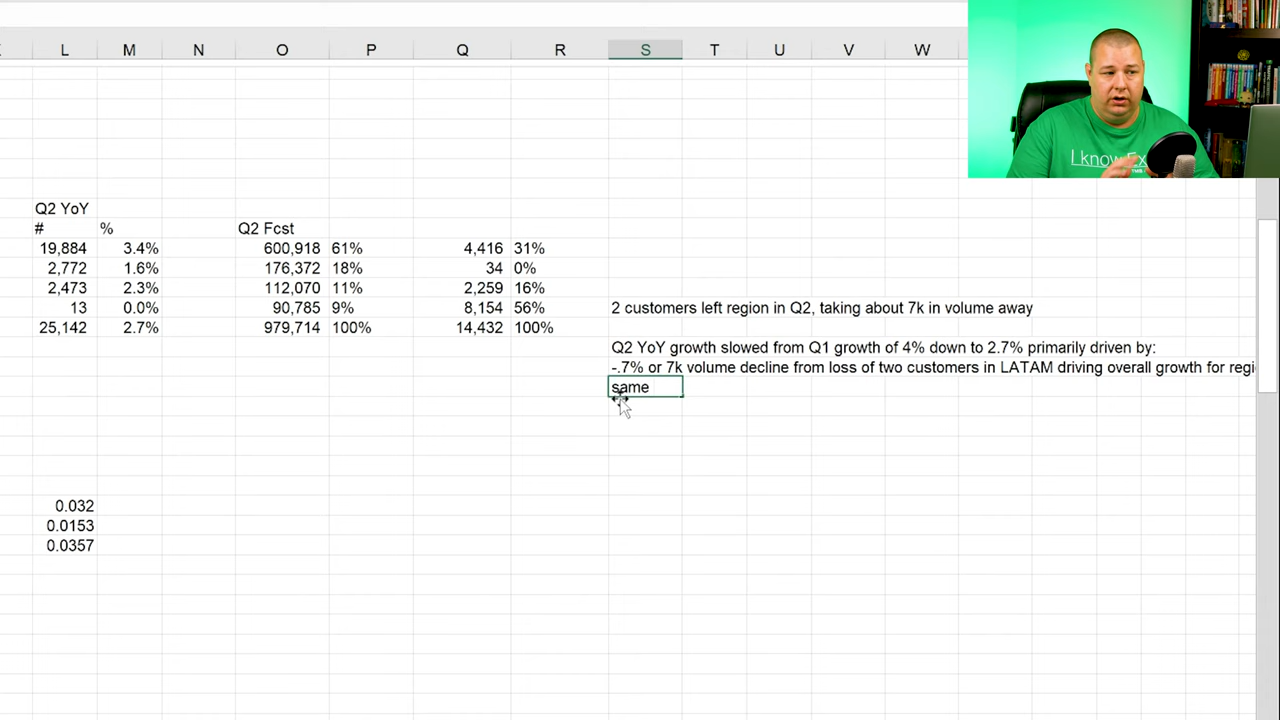 L M N O P Q R S T U V W
I know Ex
Q2 YoY
# % Q2 Fcst
19,884 3.4% 600,918 61% 4,416 31%
2,772 1.6% 176,372 18% 34 0%
2,473 2.3% 112,070 11% 2,259 16%
13 0.0% 90,785 9% 8,154 56% 2 customers left region in Q2, taking about 7k in volume away
25,142 2.7% 979,714 100% 14,432 100%
Q2 YoY growth slowed from Q1 growth of 4% down to 2.7% primarily driven by:
-.7% or 7k volume decline from loss of two customers in LATAM driving overall growth for regi
same
0.032
0.0153
0.0357